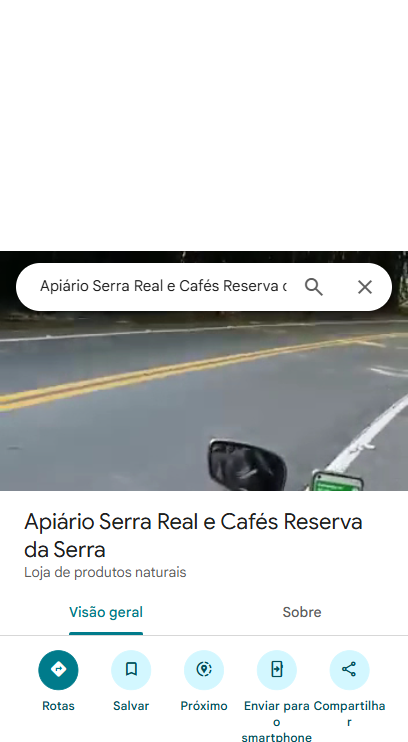 Apiário Serra Real e Cafés Reserva
Apiário Serra Real e Cafés Reserva
da Serra
Loja de produtos naturais
Visão geral
Sobre
Rotas
Salvar
Próximo
Enviar para o smartphone
Compartilhar